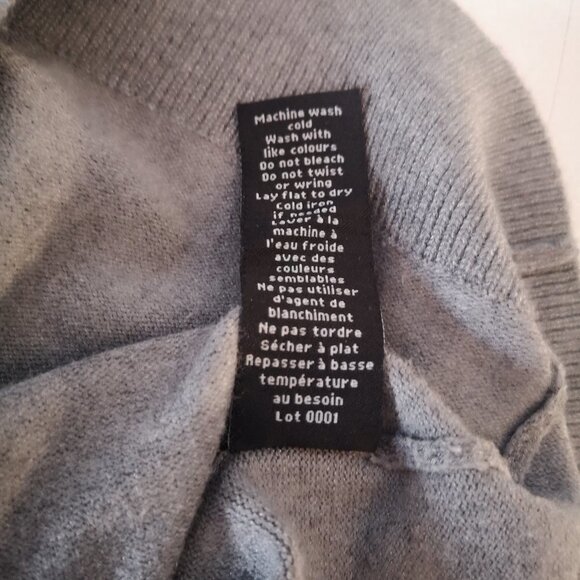 Machine wash
cold
Wash with
like colours
Do not bleach
Do not twist
or wring
Lay flat to dry
Cold iron
if needed
Laver à la
machine à
l'eau froide
avec des
couleurs
semblables
Ne pas utiliser
d'agent de
blanchiment
Ne pas tordre
Sécher à plat
Repasser à basse
température
au besoin
Lot 0001